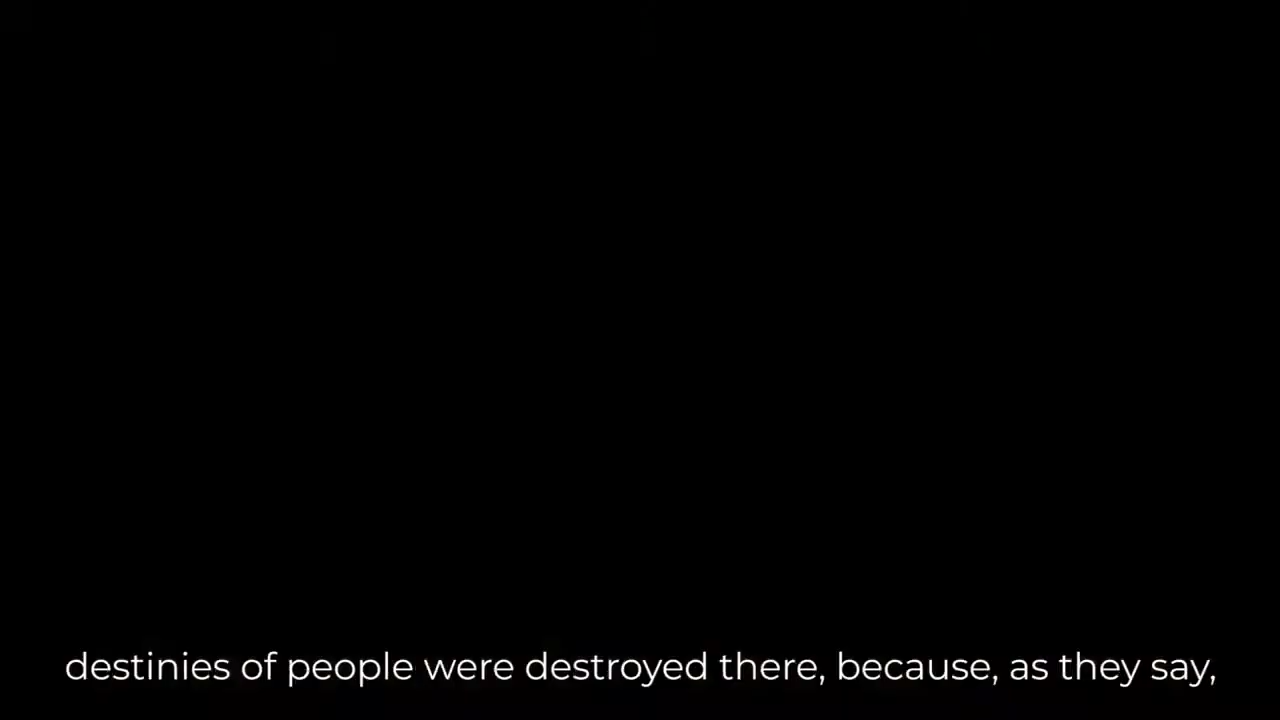 destinies of people were destroyed there, because, as they say,